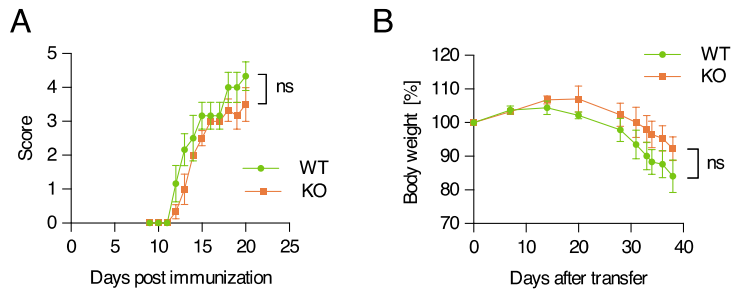 A
5
4
3
2
1
0
Score
0 5 10 15 20 25
Days post immunization
ns
WT
KO
B
120
110
100
90
80
70
Body weight [%]
0 10 20 30 40
Days after transfer
WT
KO
ns